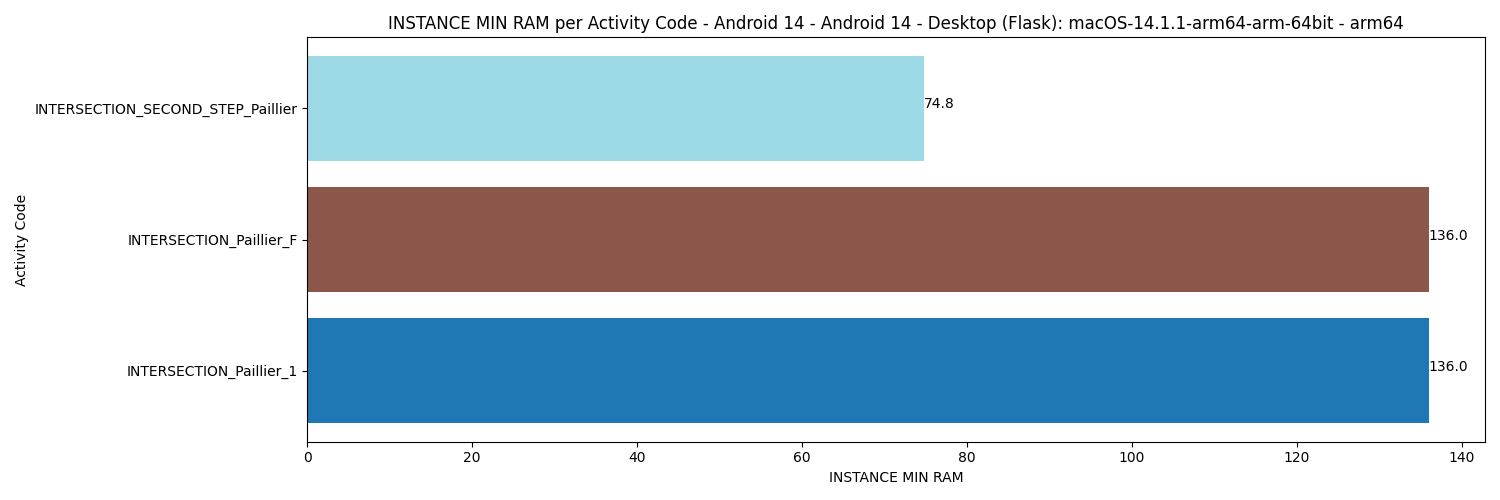 INSTANCE MIN RAM per Activity Code - Android 14 - Android 14 - Desktop (Flask): macOS-14.1.1-arm64-arm-64bit - arm64
Activity Code
INTERSECTION_SECOND_STEP_Paillier
74.8
INTERSECTION_Paillier_F
136.0
INTERSECTION_Paillier_1
136.0
0 20 40 60 80 100 120 140
INSTANCE MIN RAM